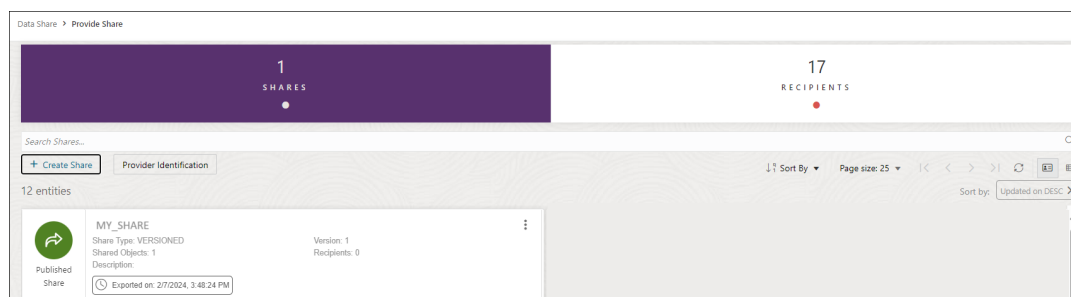 Data Share > Provide Share
1
SHARES
17
RECIPIENTS
Search Shares...
+ Create Share
Provider Identification
Sort By
Page size: 25
12 entities
Sort by: Updated on DESC X
MY_SHARE
Share Type: VERSIONED
Version: 1
Shared Objects: 1
Recipients: 0
Description:
Published
Share
Exported on: 2/7/2024, 3:48:24 PM